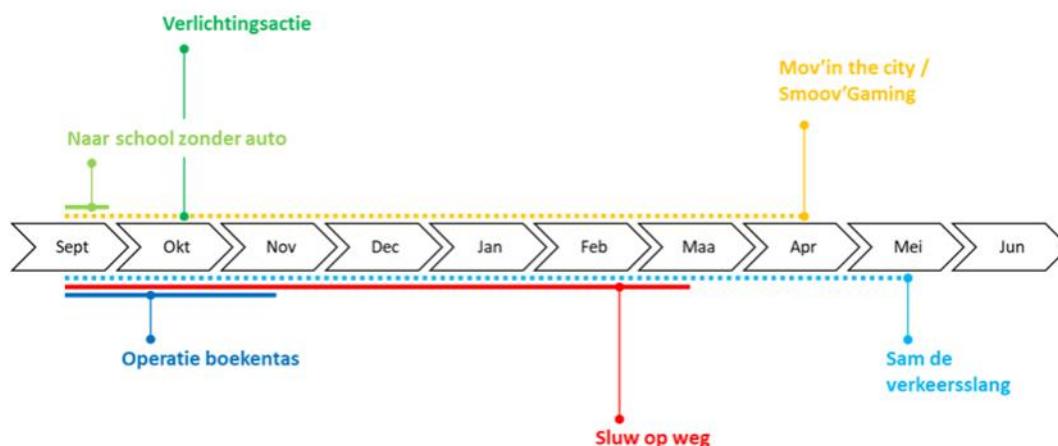 Verlichtingsactie
Mov’in the city /
Smoov’Gaming
Naar school zonder auto
Sept
Okt
Nov
Dec
Jan
Feb
Maa
Apr
Mei
Jun
Operatie boekentas
Sam de
verkeersslang
Sluw op weg